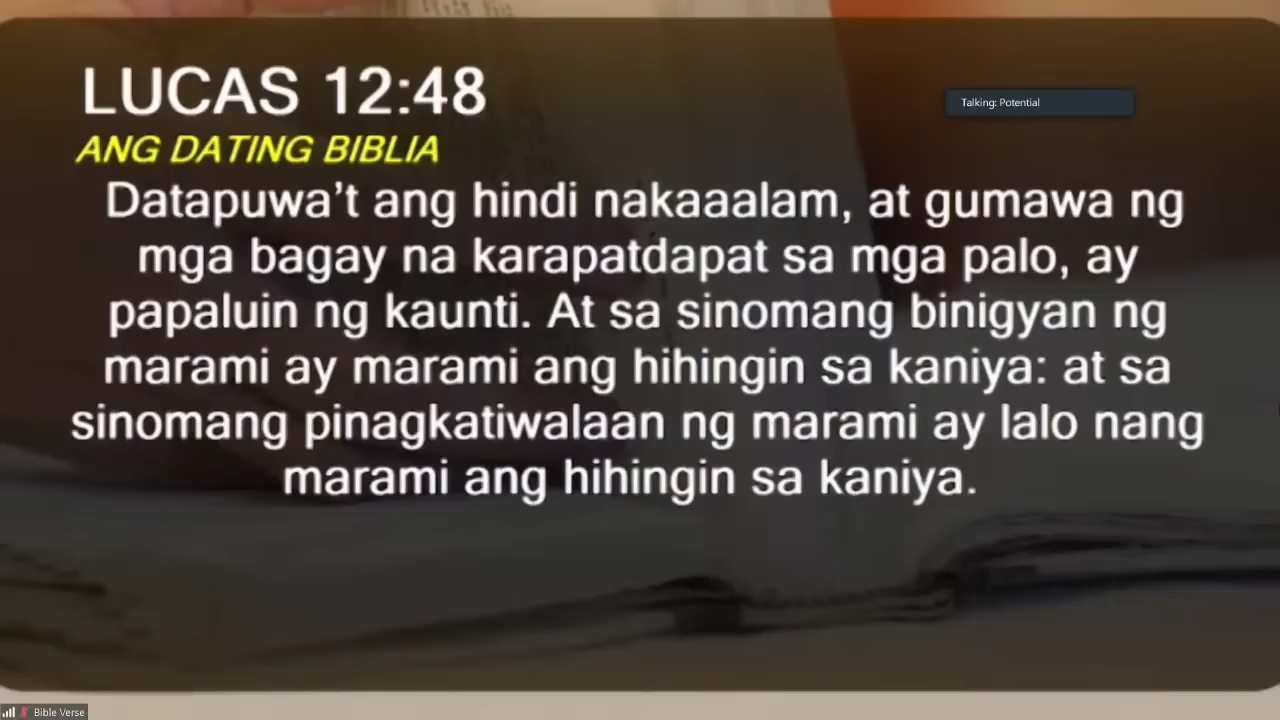 LUCAS 12:48
Talking: Potential
ANG DATING BIBLIA
Datapuwa’t ang hindi nakaaalam, at gumawa ng
mga bagay na karapatdapat sa mga palo, ay
papaluin ng kaunti. At sa sinomang binigyan ng
marami ay marami ang hihingin sa kaniya: at sa
sinomang pinagkatiwalaan ng marami ay lalo nang
marami ang hihingin sa kaniya.
Bible Verse